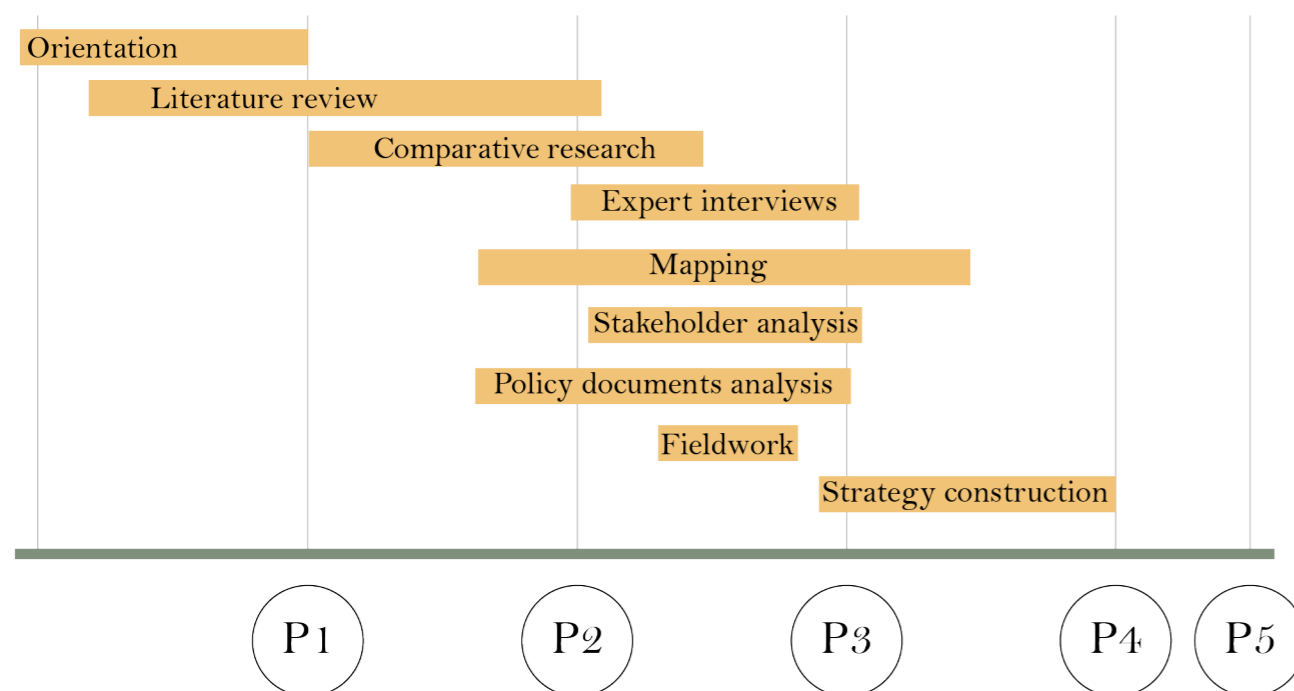 Orientation
Literature review
Comparative research
Expert interviews
Mapping
Stakeholder analysis
Policy documents analysis
Fieldwork
Strategy construction
P1 P2 P3 P4 P5